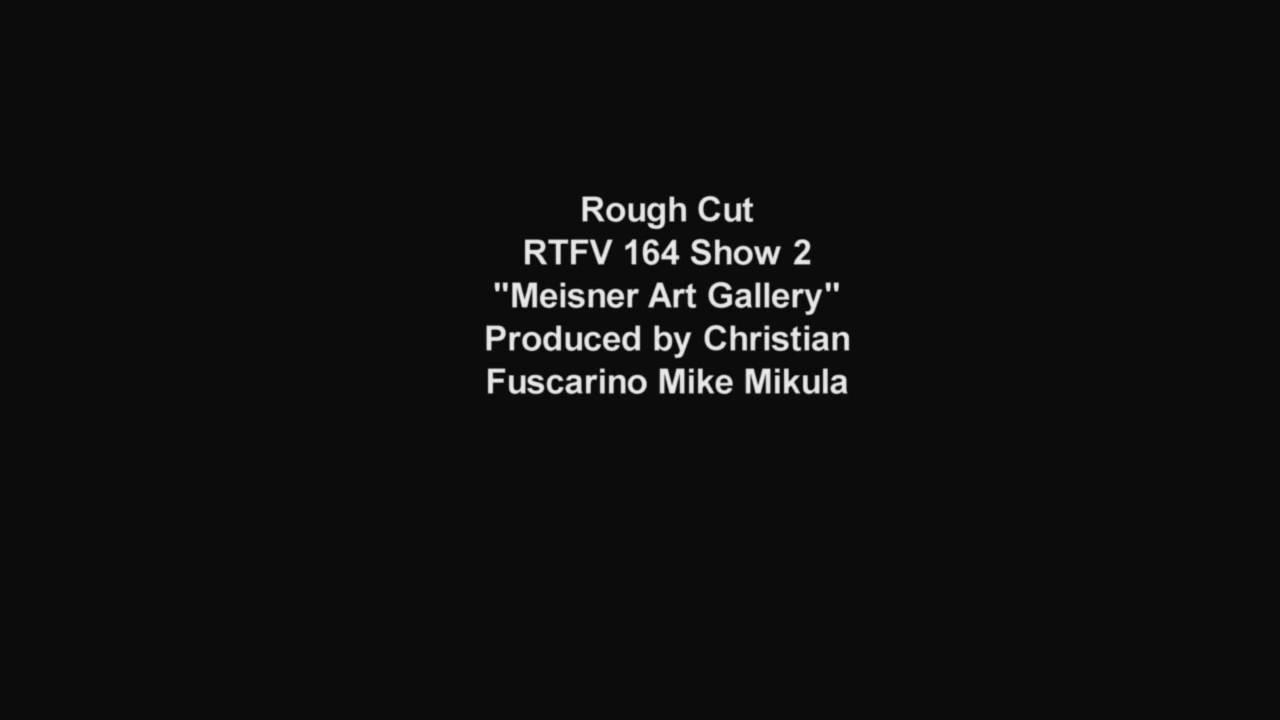 Rough Cut
RTFV 164 Show 2
"Meisner Art Gallery"
Produced by Christian
Fuscarino Mike Mikula